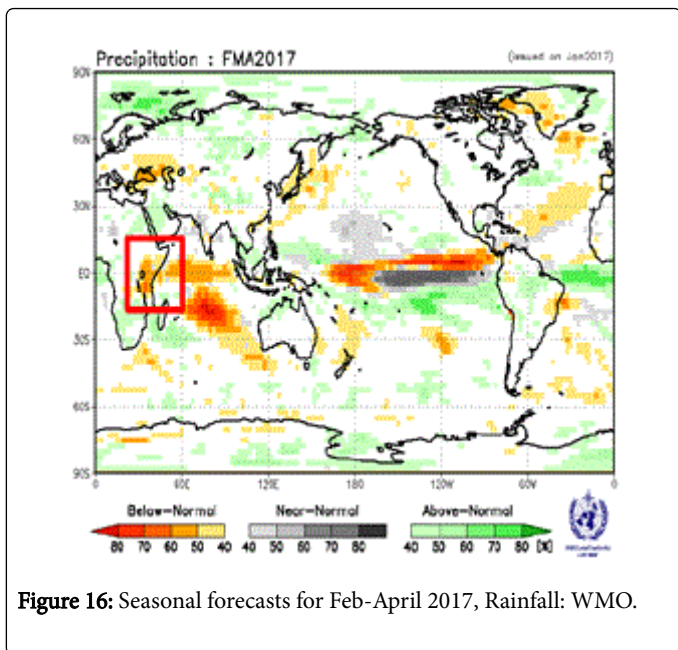 Precipitation : FMA2017
(issued on Jan2017)
90N
60N
30N
EQ
30S
60S
90S
0 60E 120E 180 120W 60W 0
Below-Normal Near-Normal Above-Normal
80 70 60 50 40 40 50 60 70 80 40 50 60 70 80 [%]
Figure 16: Seasonal forecasts for Feb-April 2017, Rainfall: WMO.